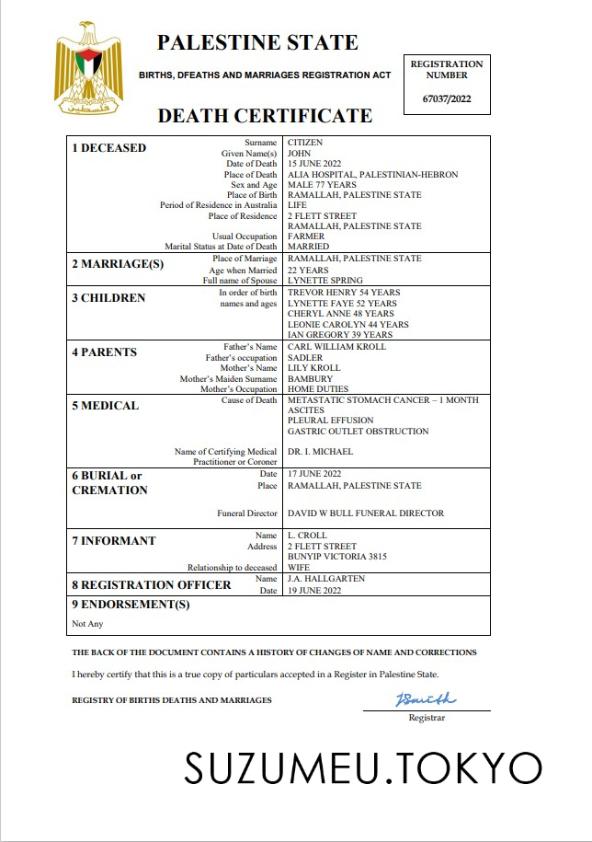 PALESTINE STATE
BIRTHS, DFEATHS AND MARRIAGES REGISTRATION ACT
REGISTRATION
NUMBER
67037/2022
DEATH CERTIFICATE
فلسطين
1 DECEASED
Surname CITIZEN
Given Name(s) JOHN
Date of Death 15 JUNE 2022
Place of Death ALIA HOSPITAL, PALESTINIAN-HEBRON
Sex and Age MALE 77 YEARS
Place of Birth RAMALLAH, PALESTINE STATE
Period of Residence in Australia LIFE
Place of Residence 2 FLETT STREET
RAMALLAH, PALESTINE STATE
Usual Occupation FARMER
Marital Status at Date of Death MARRIED
2 MARRIAGE(S)
Place of Marriage RAMALLAH, PALESTINE STATE
Age when Married 22 YEARS
Full name of Spouse LYNETTE SPRING
3 CHILDREN
In order of birth TREVOR HENRY 54 YEARS
names and ages LYNETTE FAYE 52 YEARS
CHERYL ANNE 48 YEARS
LEONIE CAROLYN 44 YEARS
IAN GREGORY 39 YEARS
4 PARENTS
Father's Name CARL WILLIAM KROLL
Father's occupation SADLER
Mother's Name LILY KROLL
Mother's Maiden Surname BAMBURY
Mother's Occupation HOME DUTIES
5 MEDICAL
Cause of Death METASTATIC STOMACH CANCER – 1 MONTH
ASCITES
PLEURAL EFFUSION
GASTRIC OUTLET OBSTRUCTION
Name of Certifying Medical DR. I. MICHAEL
Practitioner or Coroner
6 BURIAL or
CREMATION
Date 17 JUNE 2022
Place RAMALLAH, PALESTINE STATE
Funeral Director DAVID W BULL FUNERAL DIRECTOR
7 INFORMANT
Name L. CROLL
Address 2 FLETT STREET
BUNYIP VICTORIA 3815
Relationship to deceased WIFE
8 REGISTRATION OFFICER
Name J.A. HALLGARTEN
Date 19 JUNE 2022
9 ENDORSEMENT(S)
Not Any
THE BACK OF THE DOCUMENT CONTAINS A HISTORY OF CHANGES OF NAME AND CORRECTIONS
I hereby certify that this is a true copy of particulars accepted in a Register in Palestine State.
REGISTRY OF BIRTHS DEATHS AND MARRIAGES
JSmith
Registrar
SUZUMEU.TOKYO